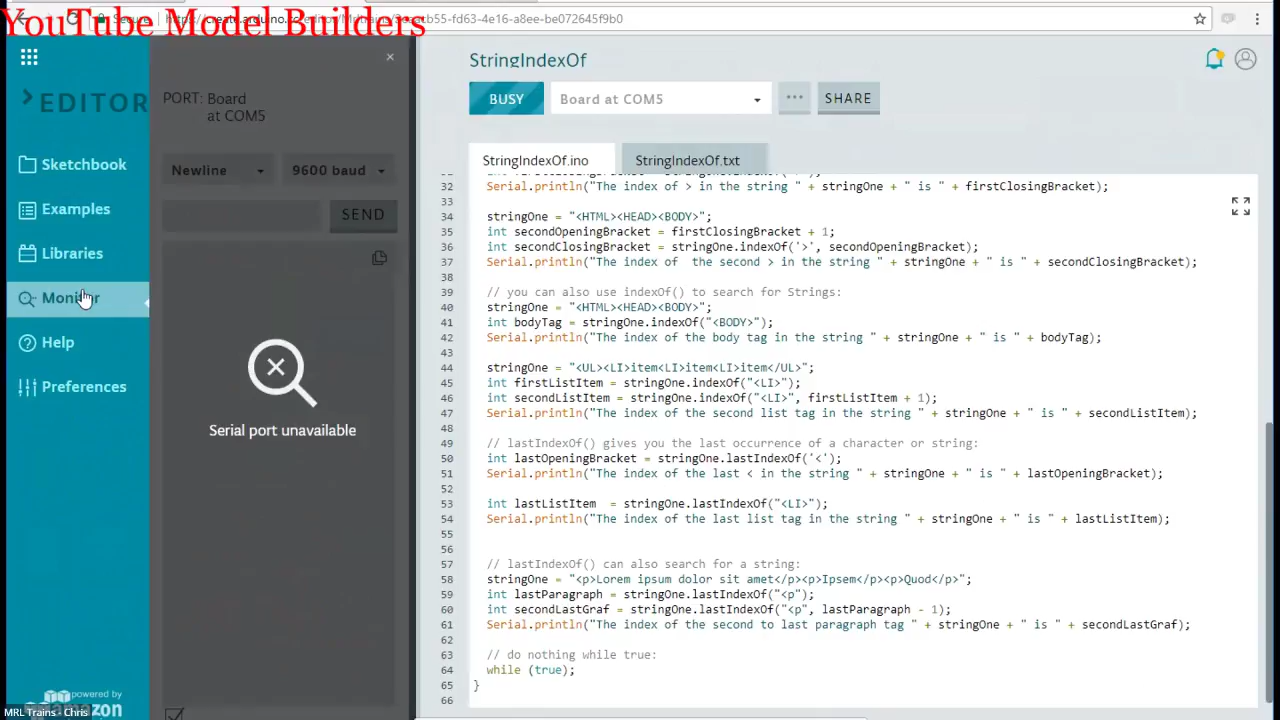 YouTube Model Builders
StringIndexOf
EDITOR
PORT: Board
at COM5
BUSY
Board at COM5
SHARE
Sketchbook
StringIndexOf.ino
StringIndexOf.txt
Newline
9600 baud
Examples
SEND
Libraries
Monitor
Help
Preferences
Serial port unavailable
32 Serial.println("The index of > in the string " + stringOne + " is " + firstClosingBracket);
33
34 stringOne = "<HTML><HEAD><BODY>";
35 int secondOpeningBracket = firstClosingBracket + 1;
36 int secondClosingBracket = stringOne.indexOf('>', secondOpeningBracket);
37 Serial.println("The index of  the second > in the string " + stringOne + " is " + secondClosingBracket);
38
39 // you can also use indexOf() to search for Strings:
40 stringOne = "<HTML><HEAD><BODY>";
41 int bodyTag = stringOne.indexOf("<BODY>");
42 Serial.println("The index of the body tag in the string " + stringOne + " is " + bodyTag);
43
44 stringOne = "<UL><LI>item<LI>item<LI>item</UL>";
45 int firstListItem = stringOne.indexOf("<LI>");
46 int secondListItem = stringOne.indexOf("<LI>", firstListItem + 1);
47 Serial.println("The index of the second list tag in the string " + stringOne + " is " + secondListItem);
48
49 // lastIndexOf() gives you the last occurrence of a character or string:
50 int lastOpeningBracket = stringOne.lastIndexOf('<');
51 Serial.println("The index of the last < in the string " + stringOne + " is " + lastOpeningBracket);
52
53 int lastListItem  = stringOne.lastIndexOf("<LI>");
54 Serial.println("The index of the last list tag in the string " + stringOne + " is " + lastListItem);
55
56
57 // lastIndexOf() can also search for a string:
58 stringOne = "<p>Lorem ipsum dolor sit amet</p><p>Ipsem</p><p>Quod</p>";
59 int lastParagraph = stringOne.lastIndexOf("<p");
60 int secondLastGraf = stringOne.lastIndexOf("<p", lastParagraph - 1);
61 Serial.println("The index of the second to last paragraph tag " + stringOne + " is " + secondLastGraf);
62
63 // do nothing while true:
64 while (true);
65 }
66
powered by
amazon
MRL Trains - Chris